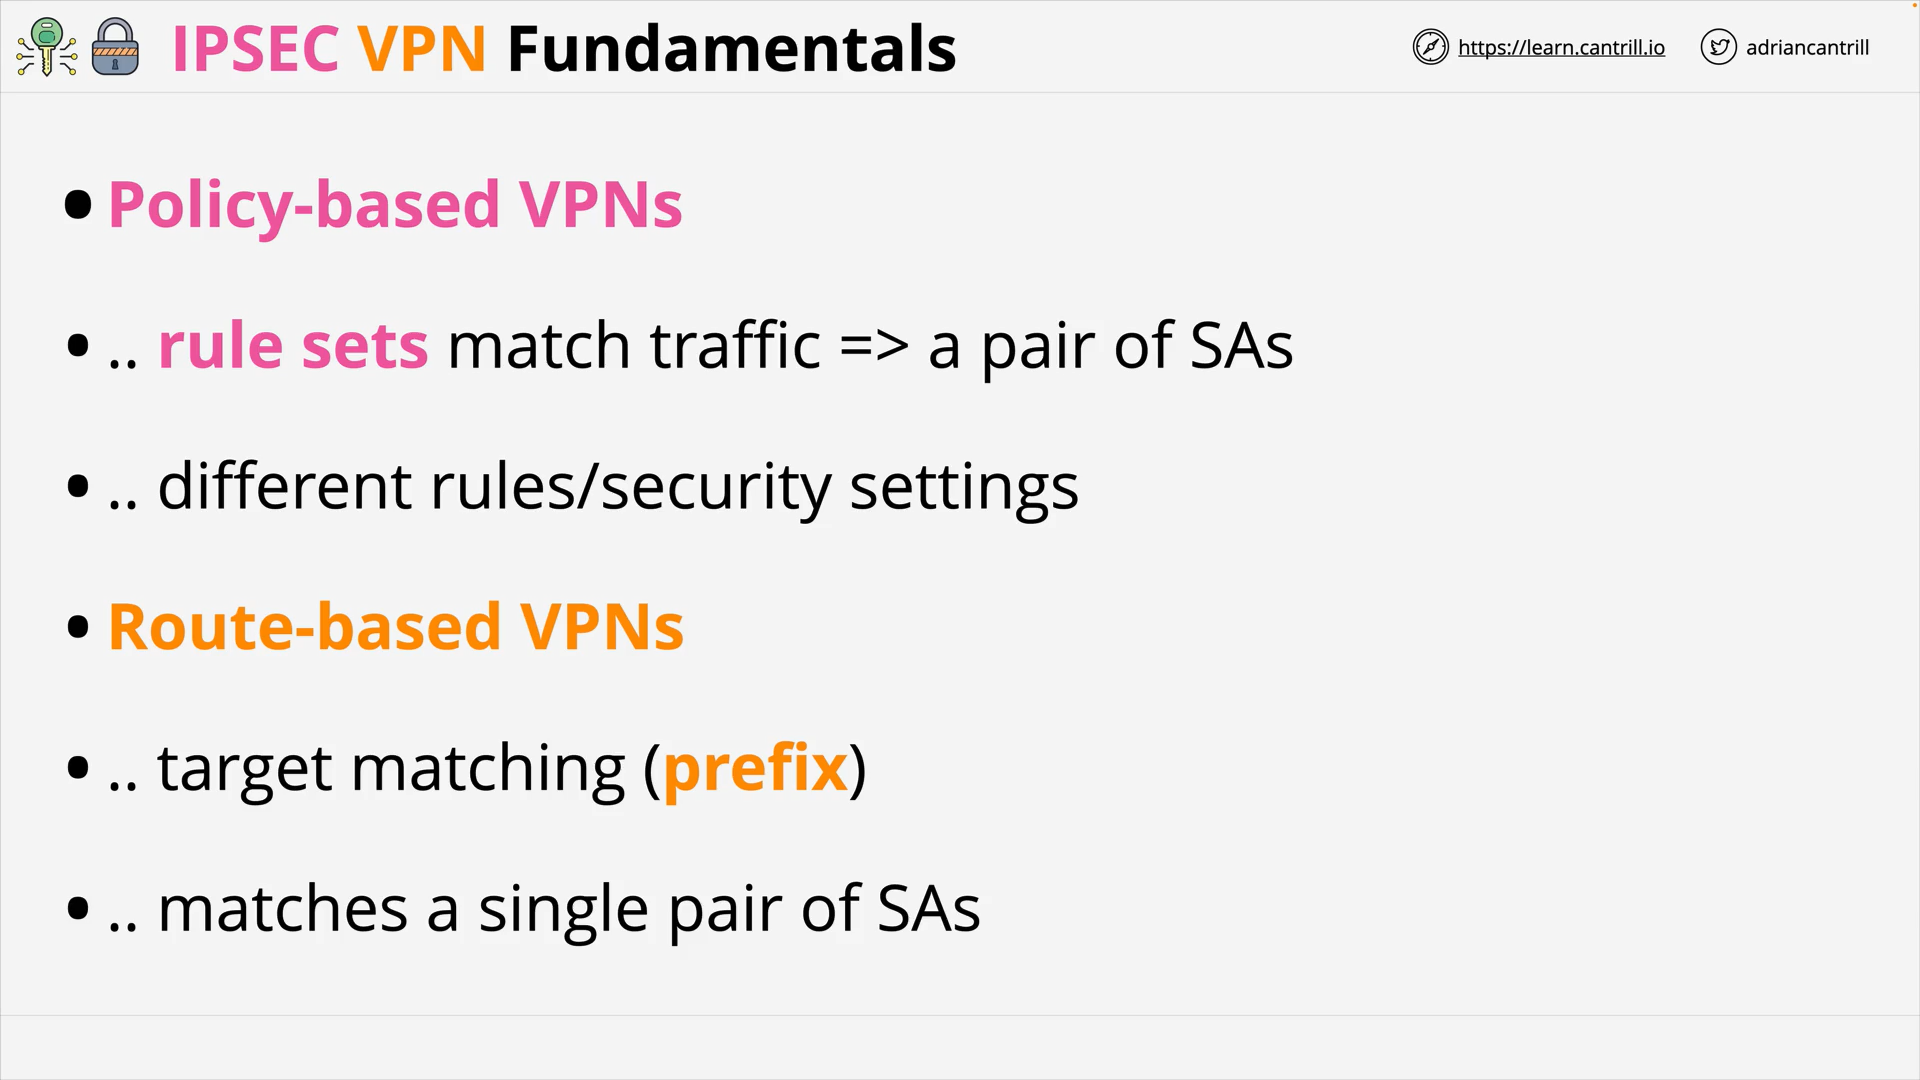 IPSEC VPN Fundamentals
https://learn.cantrill.io
adriancantrill
• Policy-based VPNs
• .. rule sets match traffic => a pair of SAs
• .. different rules/security settings
• Route-based VPNs
• .. target matching (prefix)
• .. matches a single pair of SAs